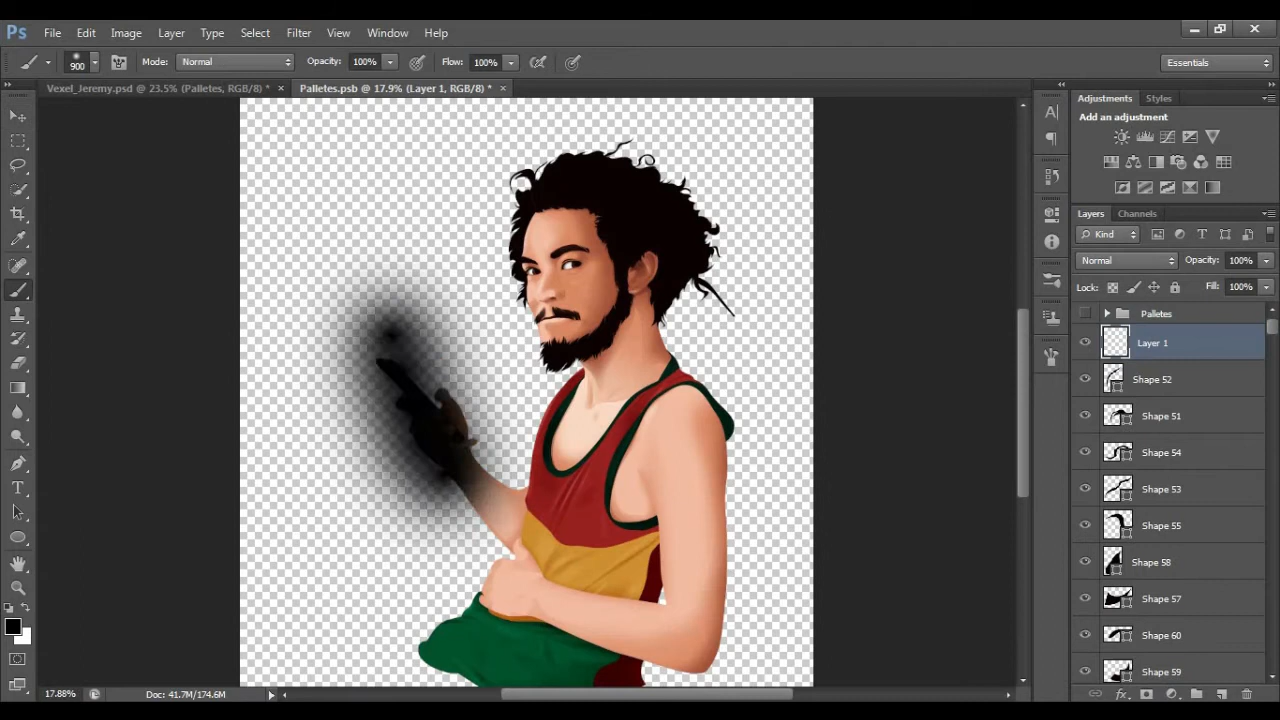 Ps File Edit Image Layer Type Select Filter View Window Help
900 Mode: Normal Opacity: 100% Flow: 100% Essentials
Vexel_Jeremy.psd @ 23.5% (Palletes, RGB/8) * × Palletes.psb @ 17.9% (Layer 1, RGB/8) * ×
Adjustments Styles
Add an adjustment
Layers Channels
Kind
Normal Opacity: 100%
Lock: Fill: 100%
Palletes
Layer 1
Shape 52
Shape 51
Shape 54
Shape 53
Shape 55
Shape 58
Shape 57
Shape 60
Shape 59
17.88% Doc: 41.7M/174.6M